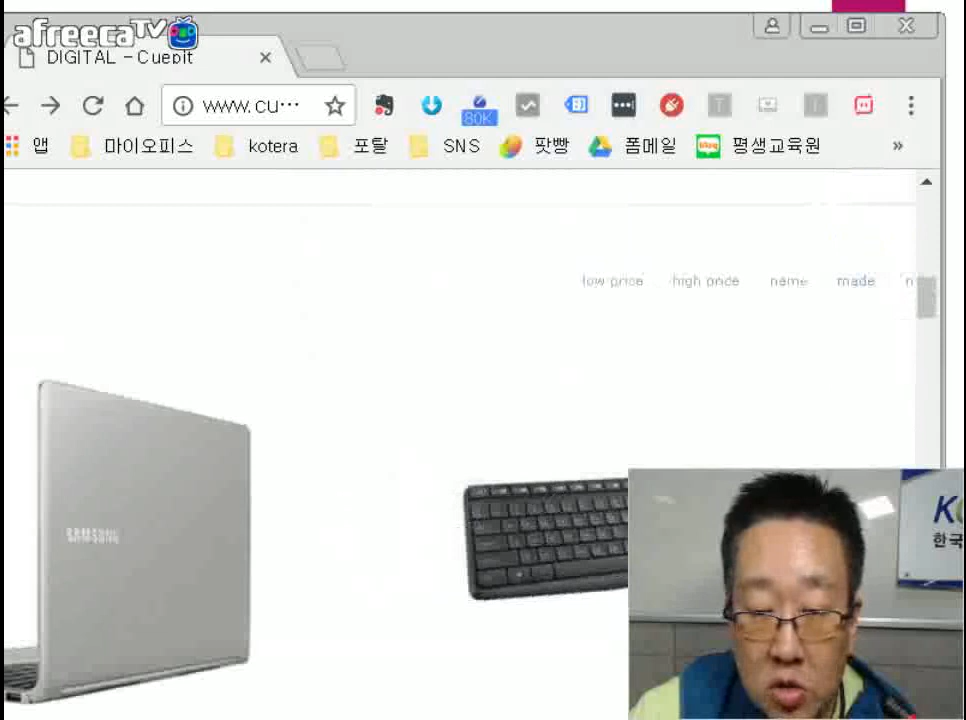 afreecaTV
DIGITAL - Cuebit
www.cu…
80K
앱 마이오피스 kotera 포탈 SNS 팟빵 폼메일 평생교육원 »
low price high price name made
SAMSUNG
한국